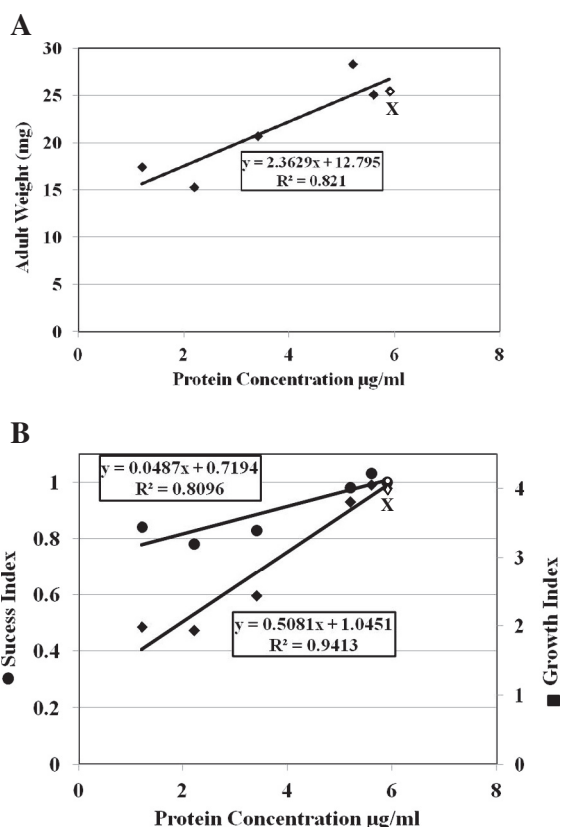 A
30
25
20
15
10
5
0
Adult Weight (mg)
X
y = 2.3629x + 12.795
R² = 0.821
0 2 4 6 8
Protein Concentration µg/ml
B
1
0.8
0.6
0.4
0.2
0
Sucess Index
y = 0.0487x + 0.7194
R² = 0.8096
X
y = 0.5081x + 1.0451
R² = 0.9413
4
3
2
1
0
Growth Index
0 2 4 6 8
Protein Concentration µg/ml